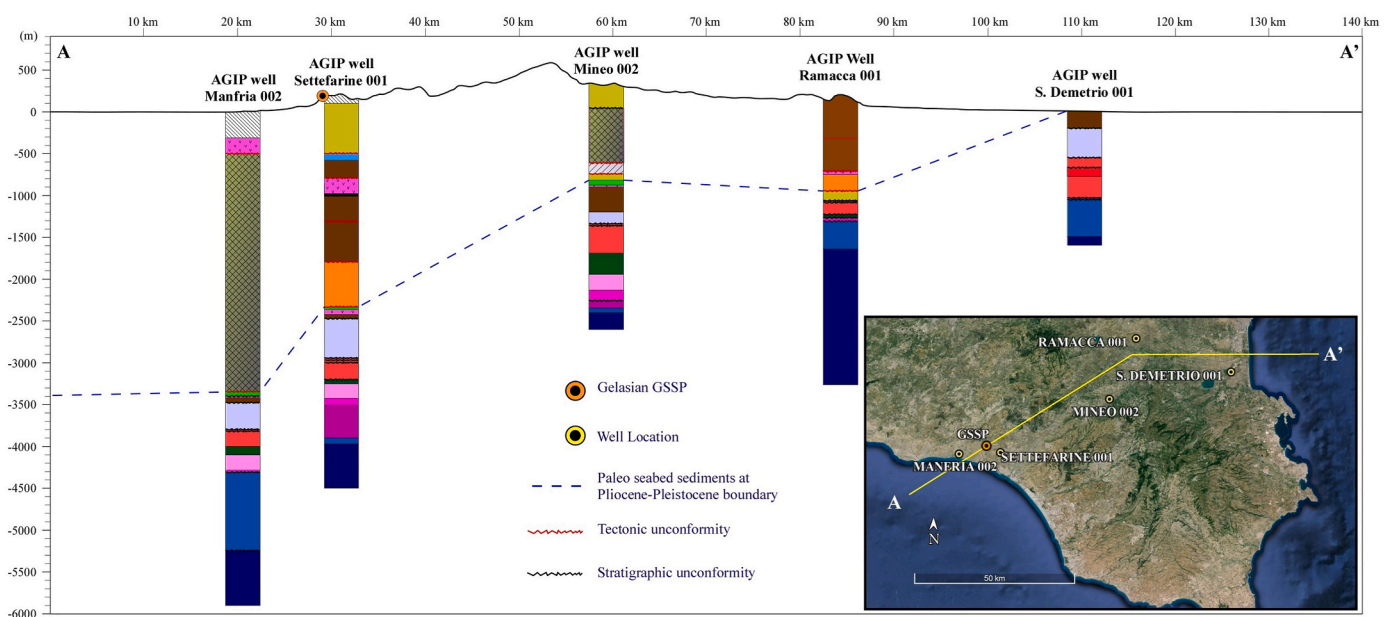 10 km 20 km 30 km 40 km 50 km 60 km 70 km 80 km 90 km 100 km 110 km 120 km 130 km 140 km
(m)
A
A’
AGIP well
Manfria 002
AGIP well
Settefarine 001
AGIP well
Mineo 002
AGIP Well
Ramacca 001
AGIP well
S. Demetrio 001
500
0
-500
-1000
-1500
-2000
-2500
-3000
-3500
-4000
-4500
-5000
-5500
-6000
Gelasian GSSP
Well Location
Paleo seabed sediments at
Pliocene-Pleistocene boundary
Tectonic unconformity
Stratigraphic unconformity
RAMACCA 001
A’
S. DEMETRIO 001
MINEO 002
GSSP
SETTEFARINE 001
MANERIA 002
A
N
50 km